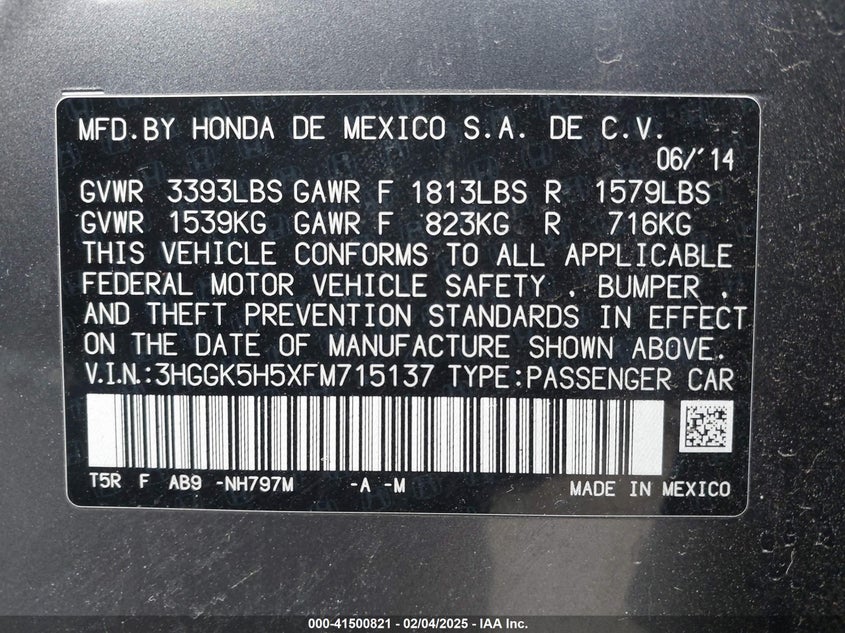 MFD.BY HONDA DE MEXICO S.A. DE C.V.
06/'14
GVWR 3393LBS GAWR F 1813LBS R 1579LBS
GVWR 1539KG GAWR F 823KG R 716KG
THIS VEHICLE CONFORMS TO ALL APPLICABLE
FEDERAL MOTOR VEHICLE SAFETY , BUMPER ,
AND THEFT PREVENTION STANDARDS IN EFFECT
ON THE DATE OF MANUFACTURE SHOWN ABOVE.
V.I.N.:3HGGK5H5XFM715137 TYPE:PASSENGER CAR
T5R F AB9 -NH797M -A -M MADE IN MEXICO
000-41500821 - 02/04/2025 - IAA Inc.